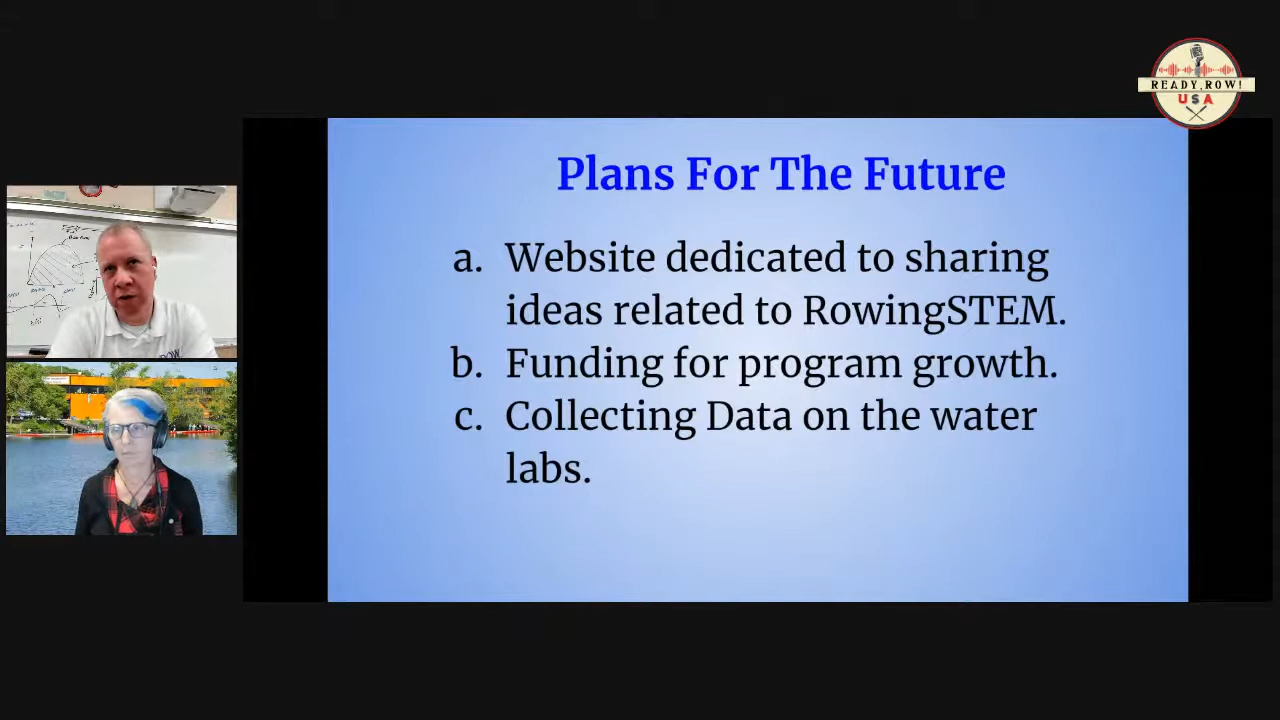 READY,ROW!
USA
Plans For The Future
a. Website dedicated to sharing
ideas related to RowingSTEM.
b. Funding for program growth.
c. Collecting Data on the water
labs.